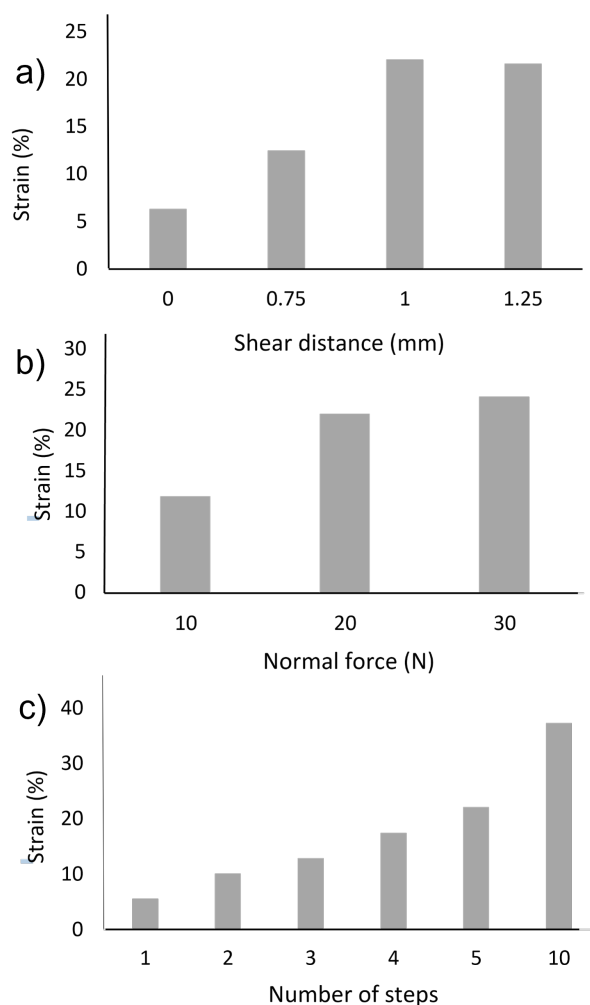 a)
Strain (%)
25
20
15
10
5
0
0 0.75 1 1.25
Shear distance (mm)
b)
Strain (%)
30
25
20
15
10
5
0
10 20 30
Normal force (N)
c)
Strain (%)
40
30
20
10
0
1 2 3 4 5 10
Number of steps